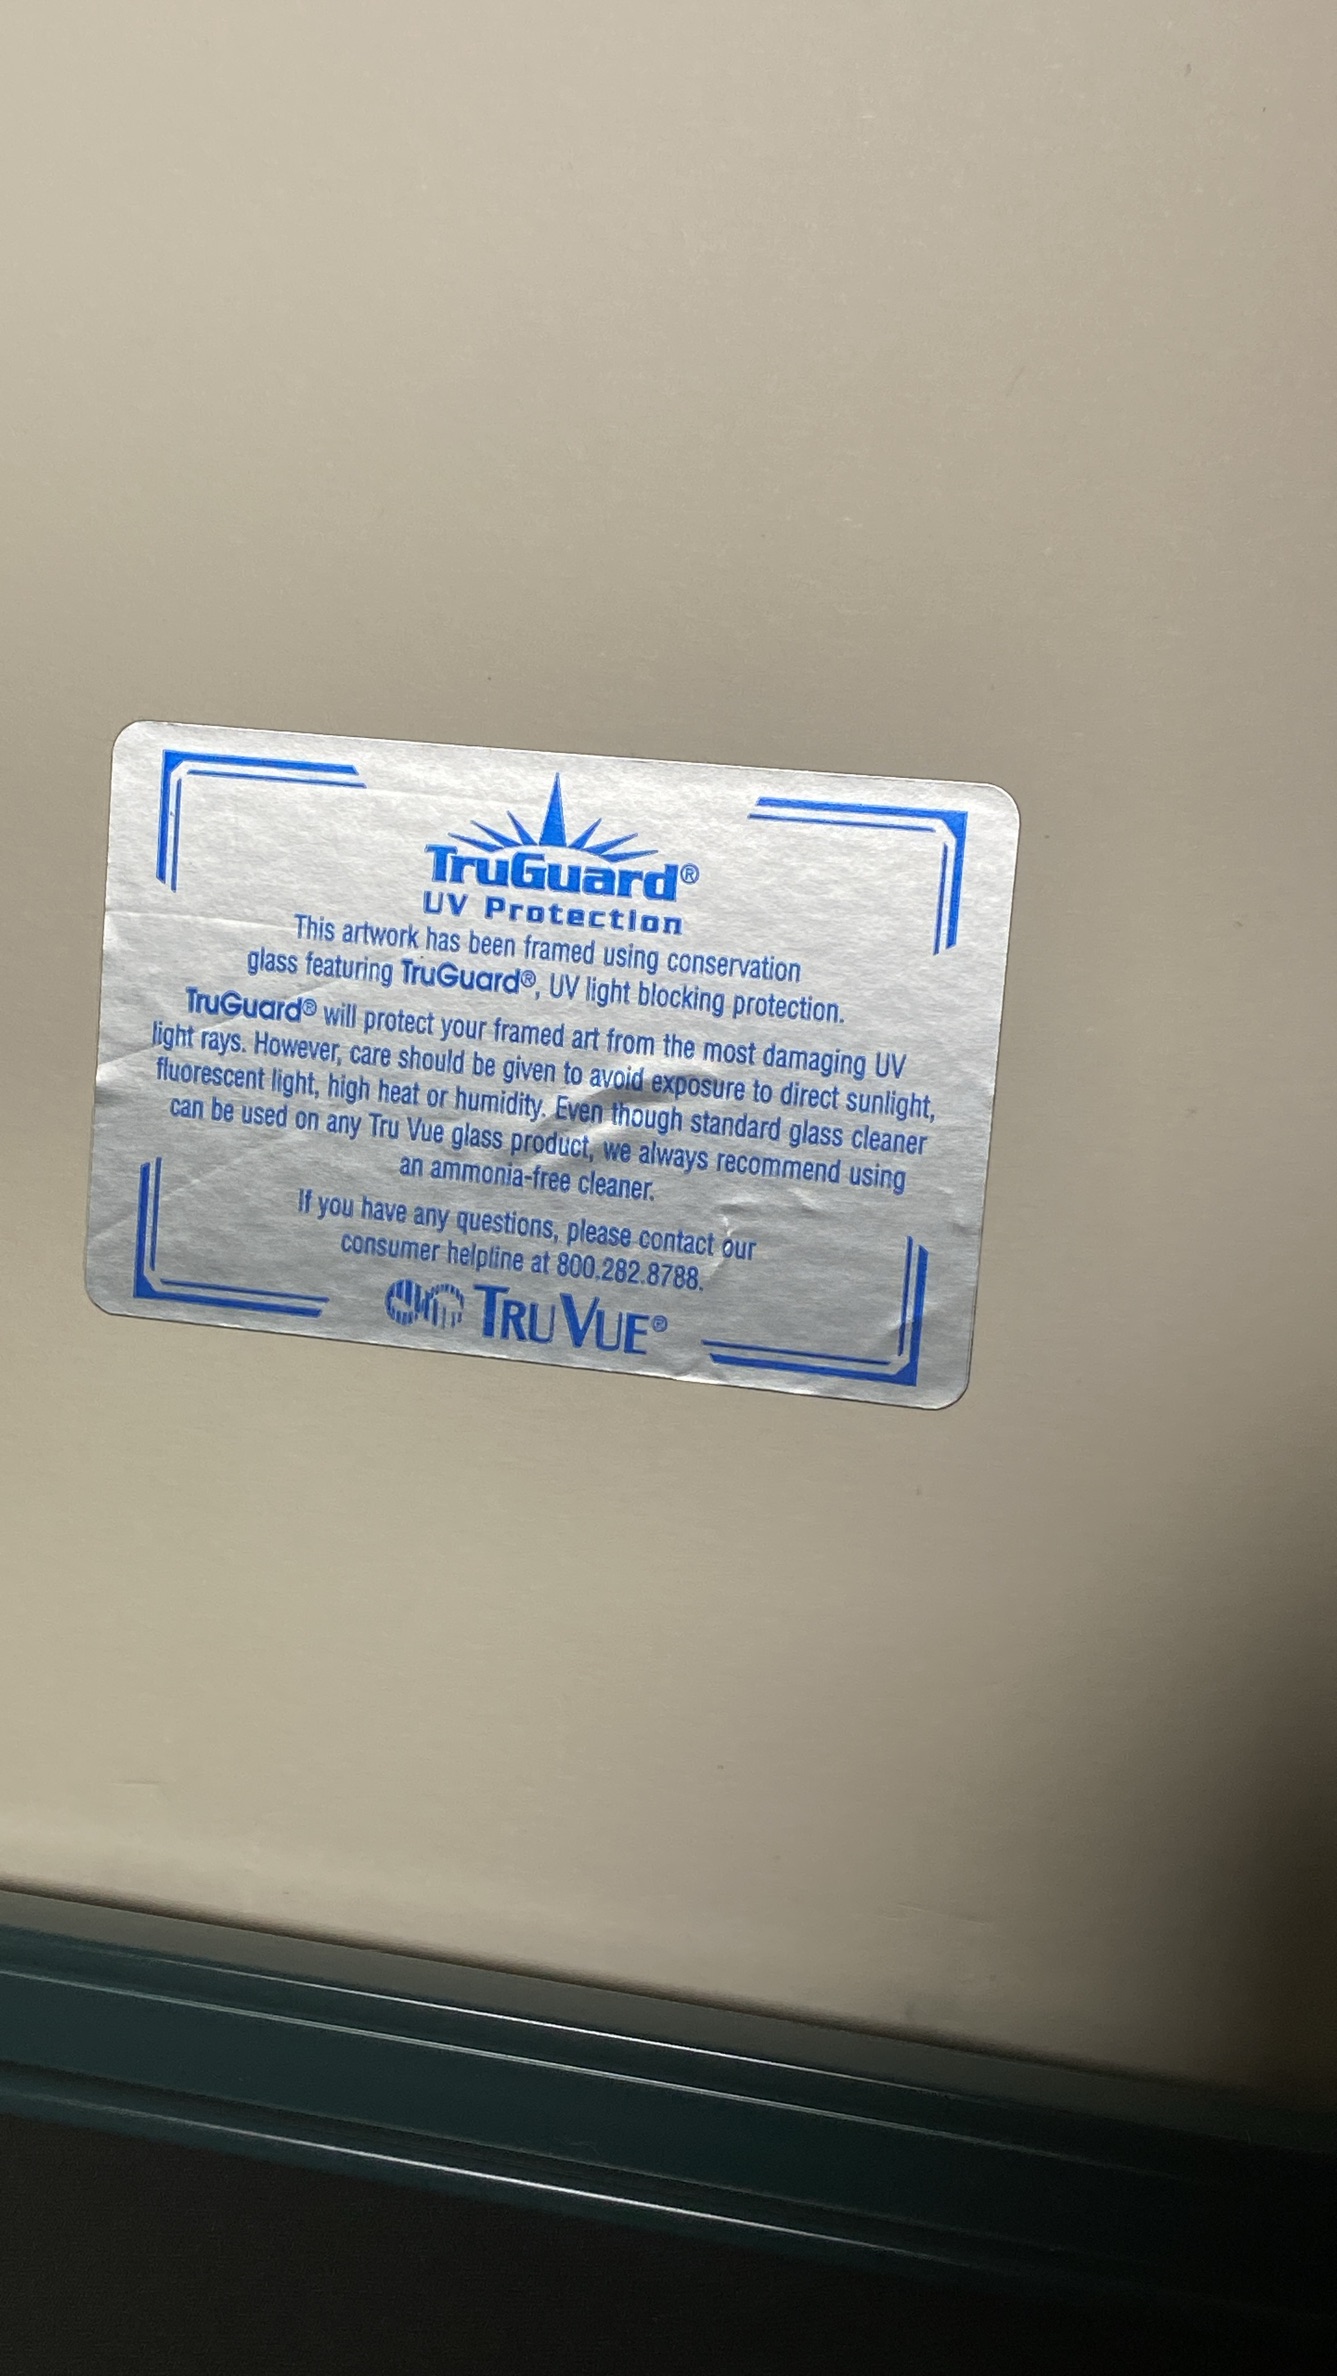 TruGuard®
UV Protection
This artwork has been framed using conservation
glass featuring TruGuard®, UV light blocking protection.
TruGuard® will protect your framed art from the most damaging UV
light rays. However, care should be given to avoid exposure to direct sunlight,
fluorescent light, high heat or humidity. Even though standard glass cleaner
can be used on any Tru Vue glass product, we always recommend using
an ammonia-free cleaner.
If you have any questions, please contact our
consumer helpline at 800.282.8788.
TRU VUE®